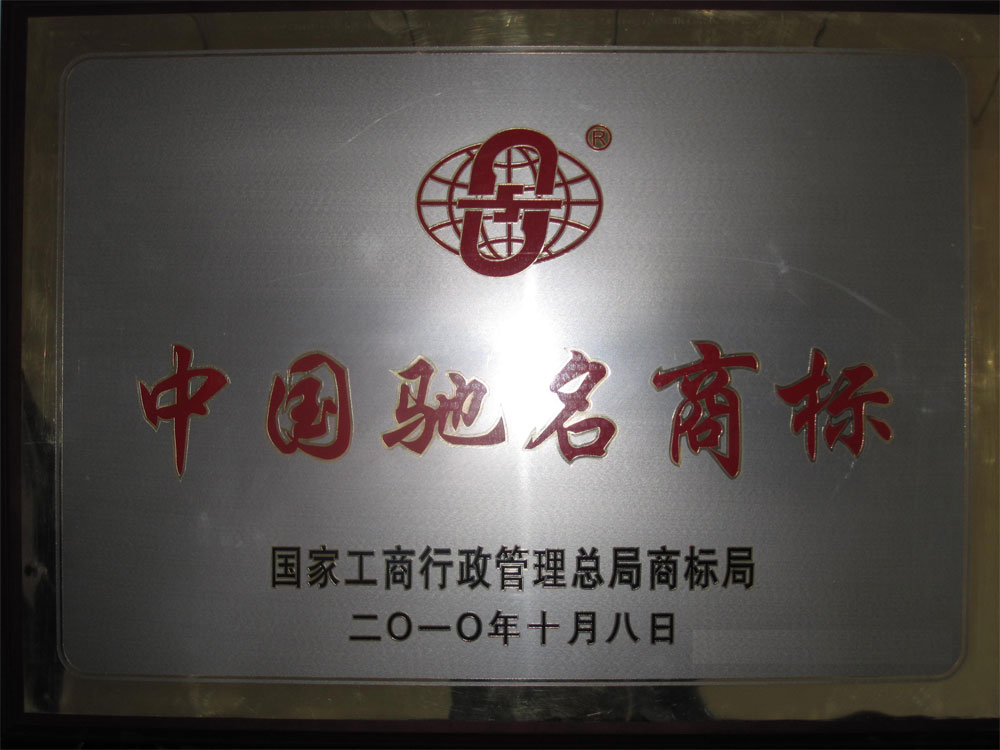 ®
中国驰名商标
国家工商行政管理总局商标局
二〇一〇年十月八日